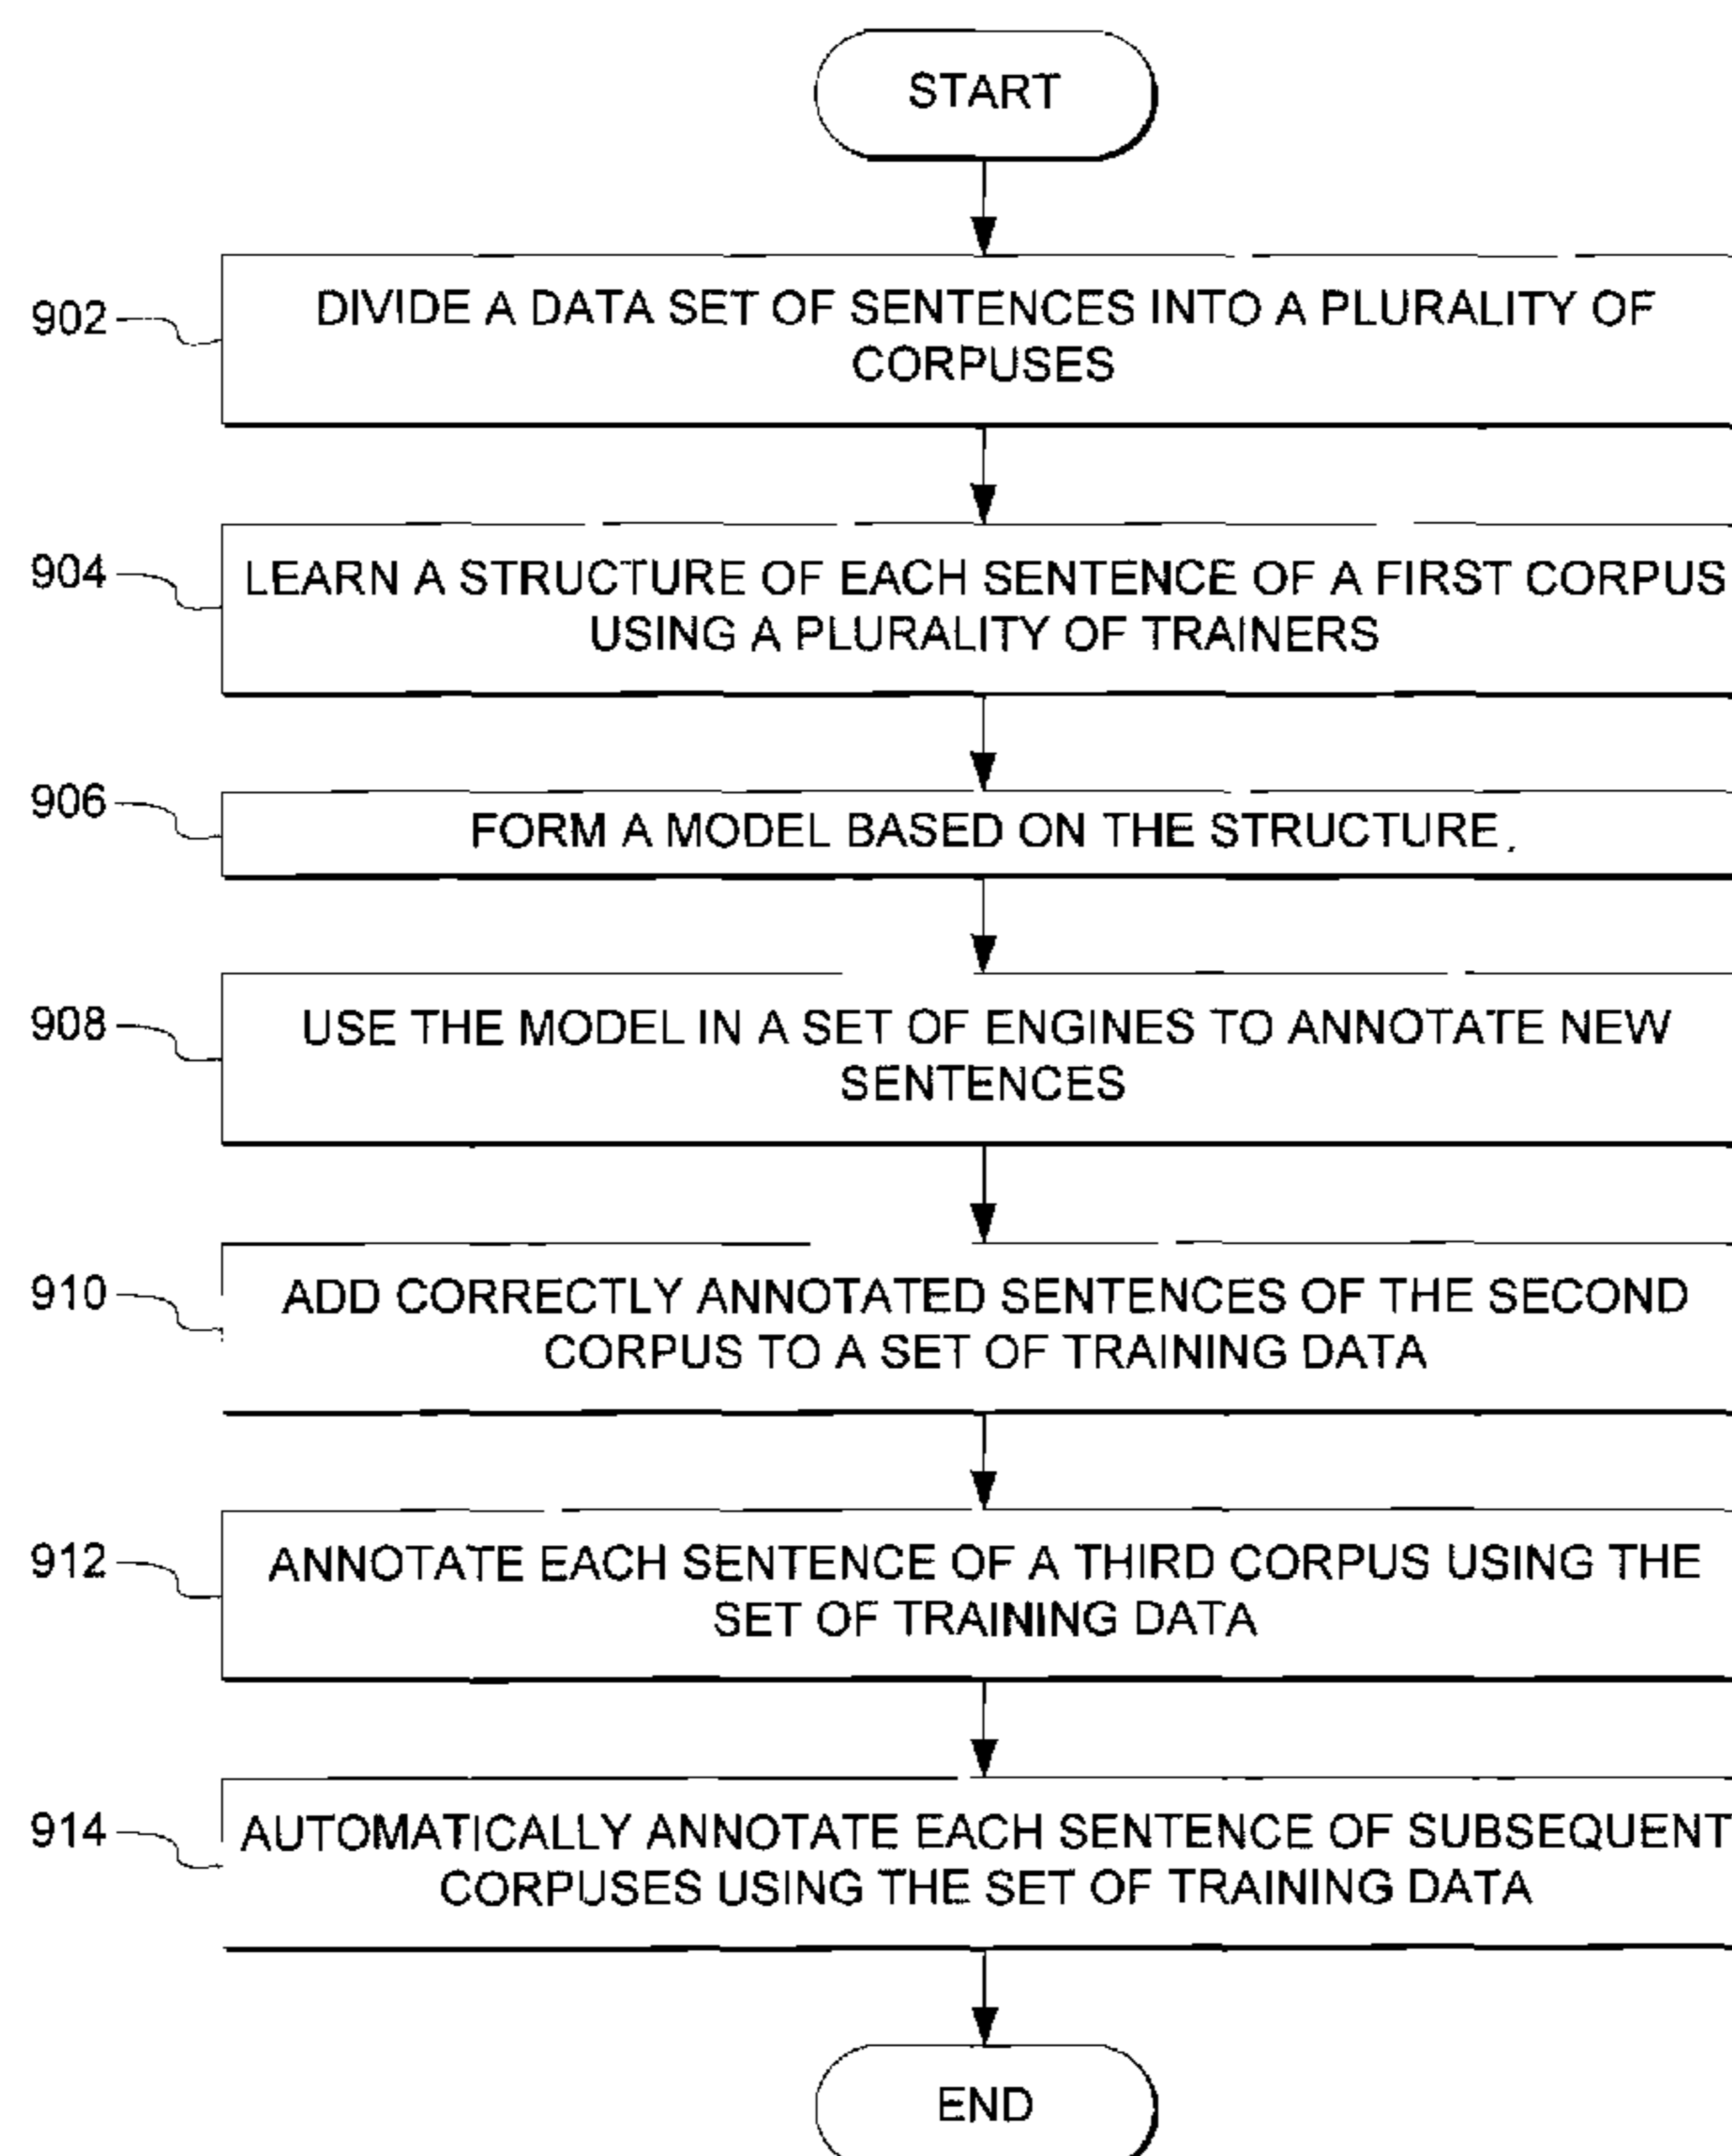 START
902
DIVIDE A DATA SET OF SENTENCES INTO A PLURALITY OF
CORPUSES
904
LEARN A STRUCTURE OF EACH SENTENCE OF A FIRST CORPUS
USING A PLURALITY OF TRAINERS
906
FORM A MODEL BASED ON THE STRUCTURE.
908
USE THE MODEL IN A SET OF ENGINES TO ANNOTATE NEW
SENTENCES
910
ADD CORRECTLY ANNOTATED SENTENCES OF THE SECOND
CORPUS TO A SET OF TRAINING DATA
912
ANNOTATE EACH SENTENCE OF A THIRD CORPUS USING THE
SET OF TRAINING DATA
914
AUTOMATICALLY ANNOTATE EACH SENTENCE OF SUBSEQUENT
CORPUSES USING THE SET OF TRAINING DATA
END